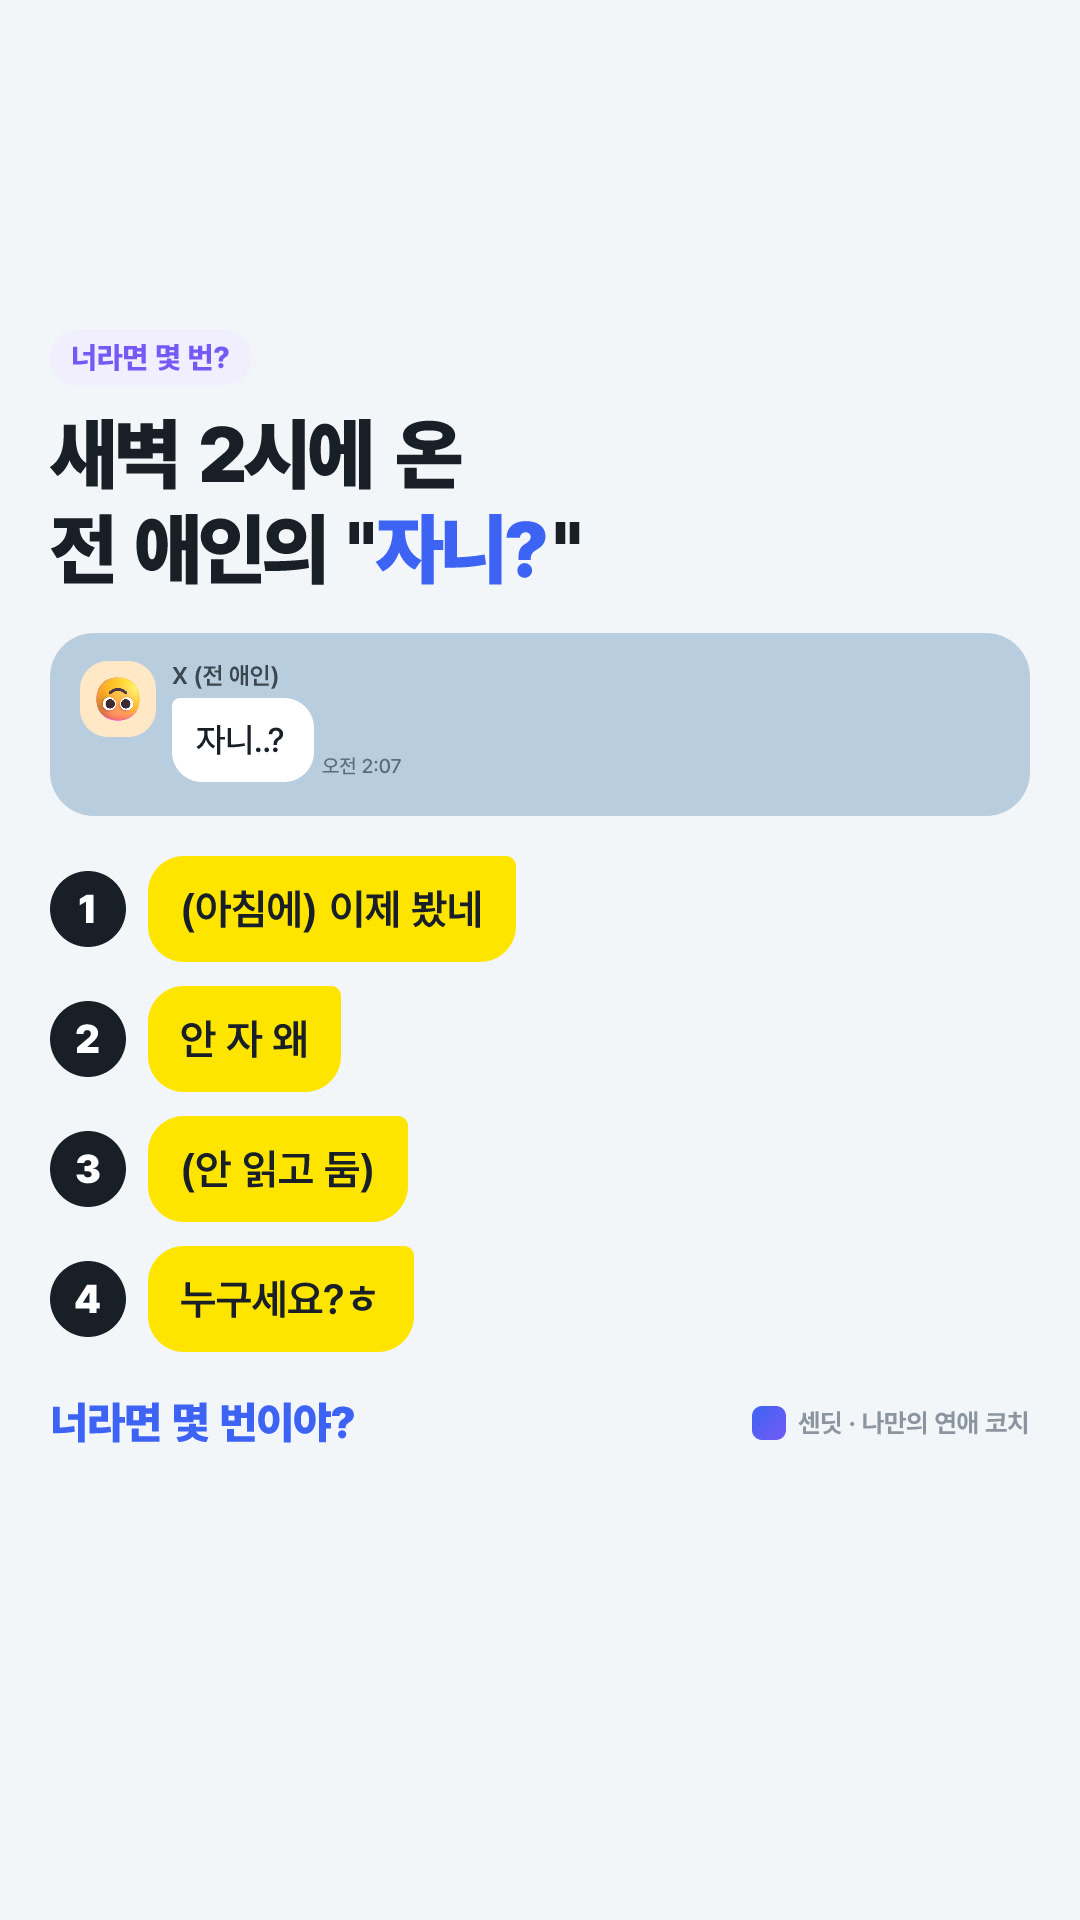 너라면 몇 번?
새벽 2시에 온
전 애인의 "자니?"
X (전 애인)
자니..?
오전 2:07
1 (아침에) 이제 봤네
2 안 자 왜
3 (안 읽고 둠)
4 누구세요?ㅎ
너라면 몇 번이야?
센딧 · 나만의 연애 코치